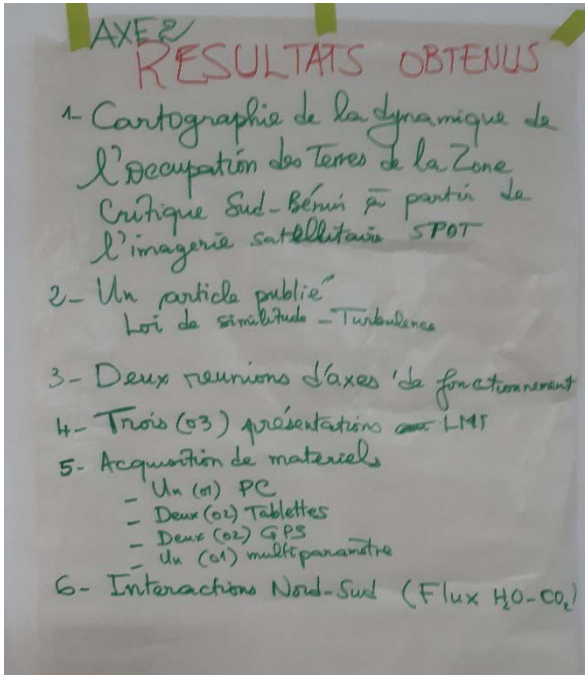 AXE 2
RESULTATS OBTENUS
1- Cartographie de la dynamique de
l'Occupation des Terres de la Zone
Critique Sud-Bénin à partir de
l'imagerie satellitaire SPOT
2- Un article publié
Loi de similitude - Turbulence
3- Deux reunions d'axes de fonctionnement
4- Trois (03) présentations LMI
5- Acquisition de materiels
- Un (01) PC
- Deux (02) Tablettes
- Deux (02) GPS
- Un (01) multiparamètre
6- Interactions Nord-Sud (Flux H₂O-CO₂)